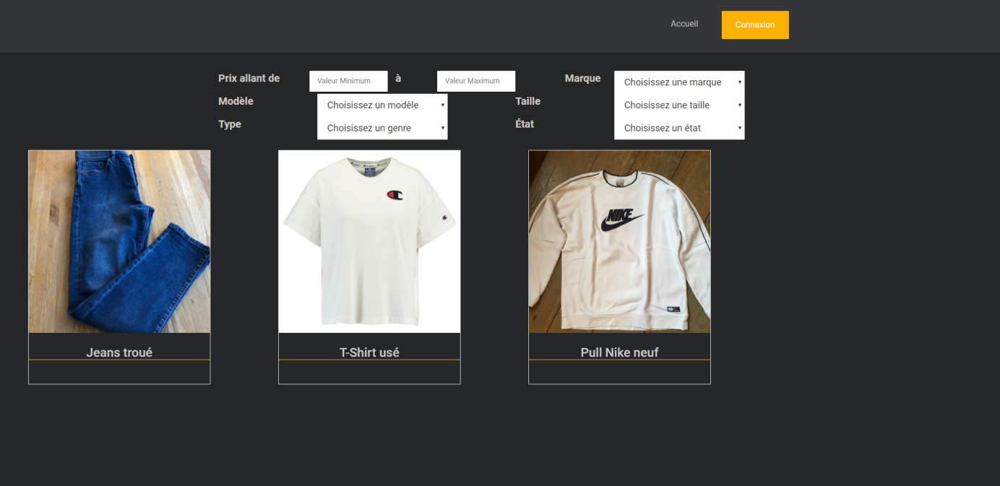 Accueil Connexion
Prix allant de Valeur Minimum à Valeur Maximum Marque Choisissez une marque
Modèle Choisissez un modèle Taille Choisissez une taille
Type Choisissez un genre État Choisissez un état
NIKE
Jeans troué T-Shirt usé Pull Nike neuf